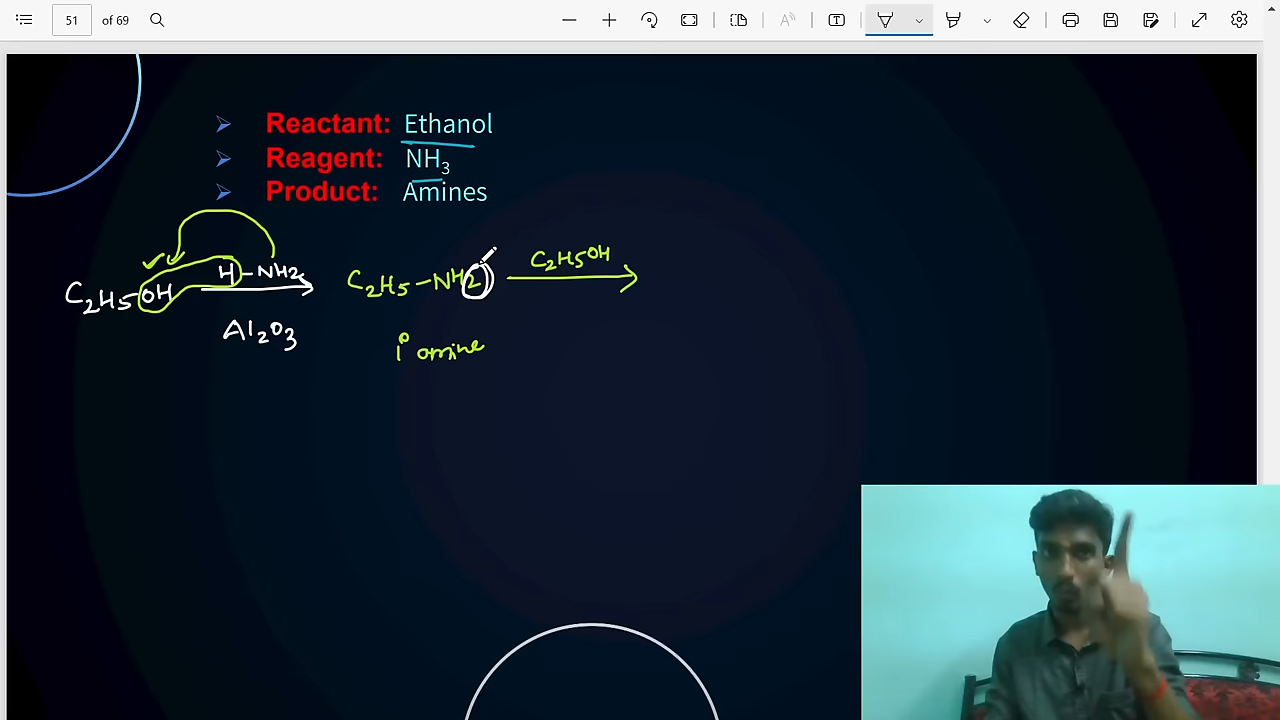 51 of 69
Reactant: Ethanol
Reagent: NH3
Product: Amines
C2H5OH H-NH2 Al2O3
C2H5-NH2 C2H5OH
1° amine